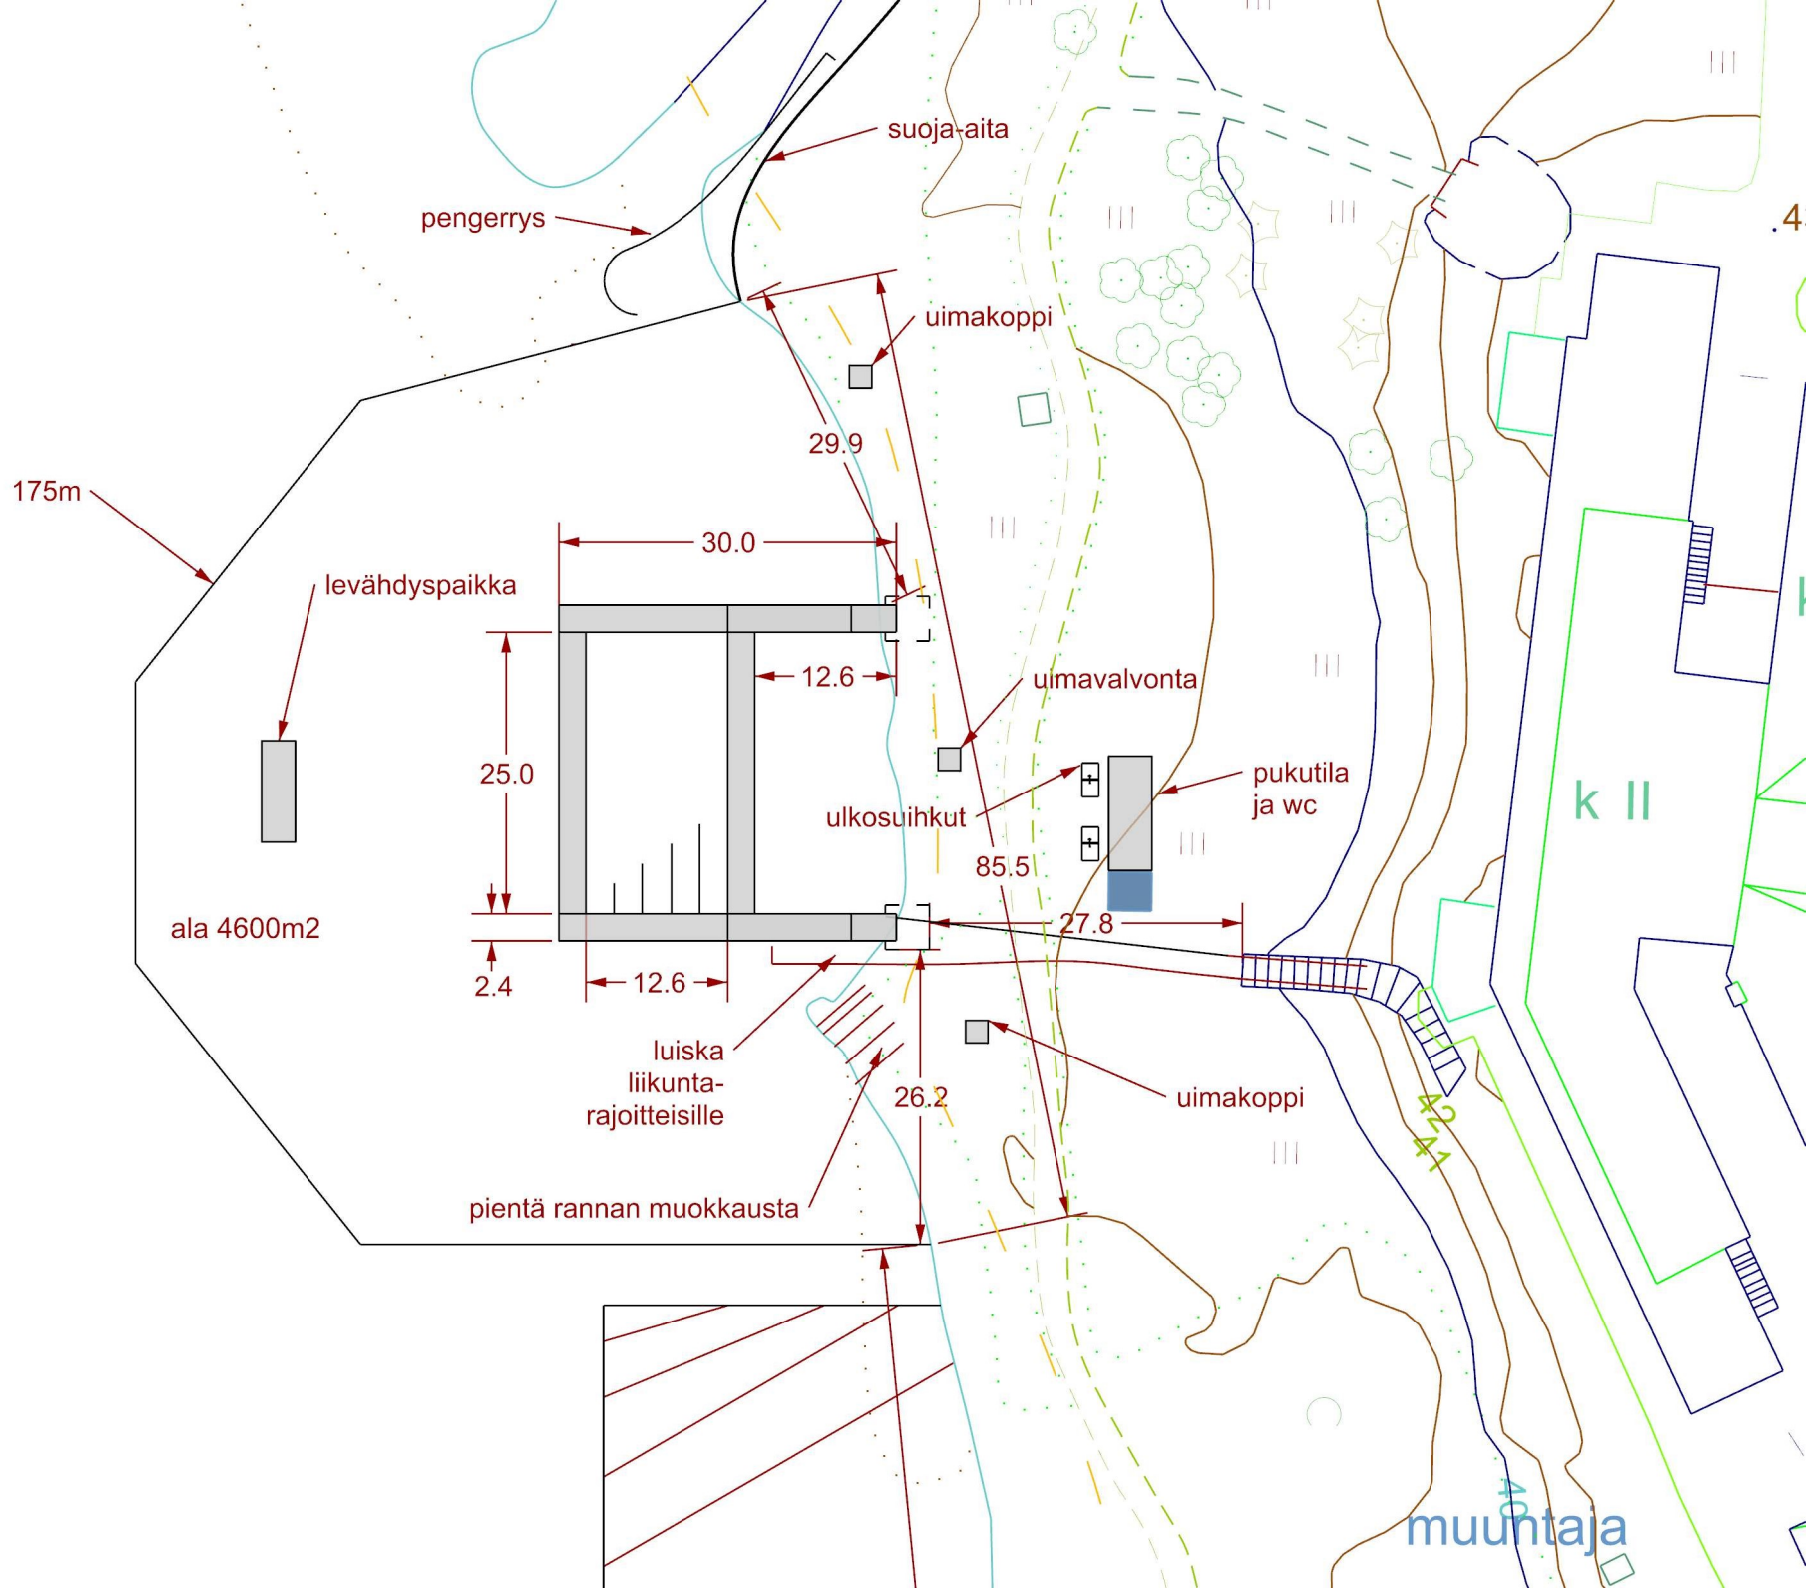 suoja-aita
pengerrys
.4
uimakoppi
29.9
175m
30.0
levähdyspaikka
12.6
uimavalvonta
25.0
pukutila
ja wc
ulkosuihkut
k II
85.5
ala 4600m2
27.8
2.4
12.6
luiska
liikunta-
rajoitteisille
26.2
uimakoppi
42
41
pientä rannan muokkausta
40
muuntaja